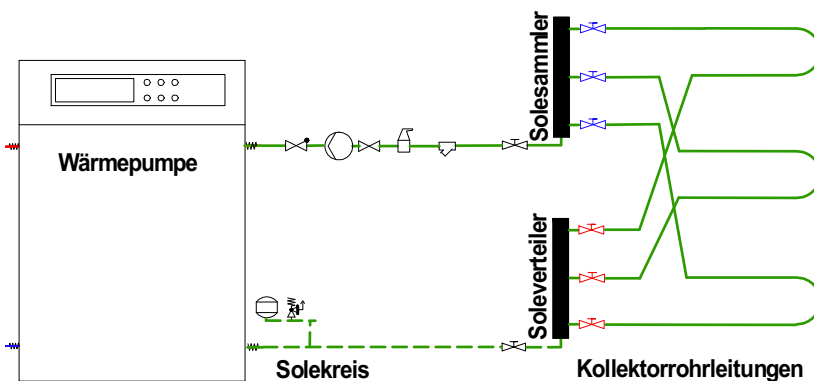 Wärmepumpe
Solesammler
Soleverteiler
Solekreis
Kollektorrohrleitungen